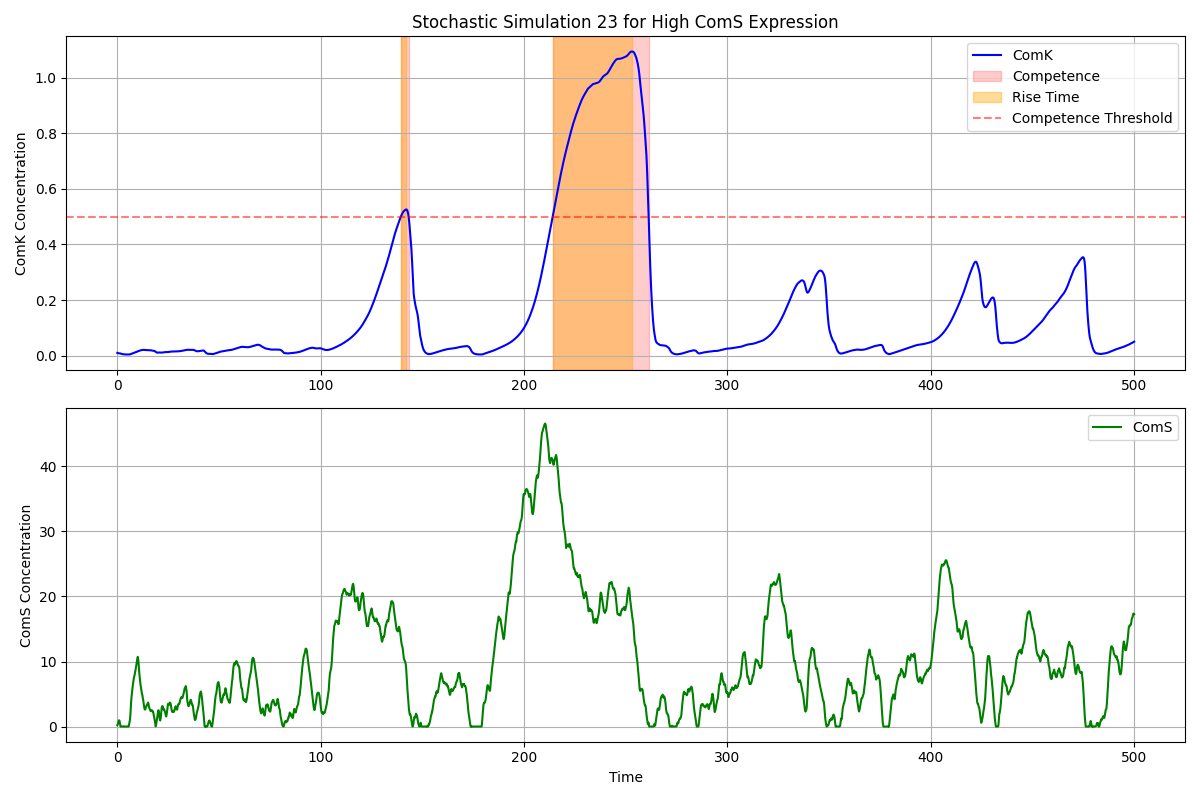 Stochastic Simulation 23 for High ComS Expression
ComK Concentration
1.0
0.8
0.6
0.4
0.2
0.0
ComK
Competence
Rise Time
Competence Threshold
0 100 200 300 400 500
ComS Concentration
40
30
20
10
0
ComS
0 100 200 300 400 500
Time